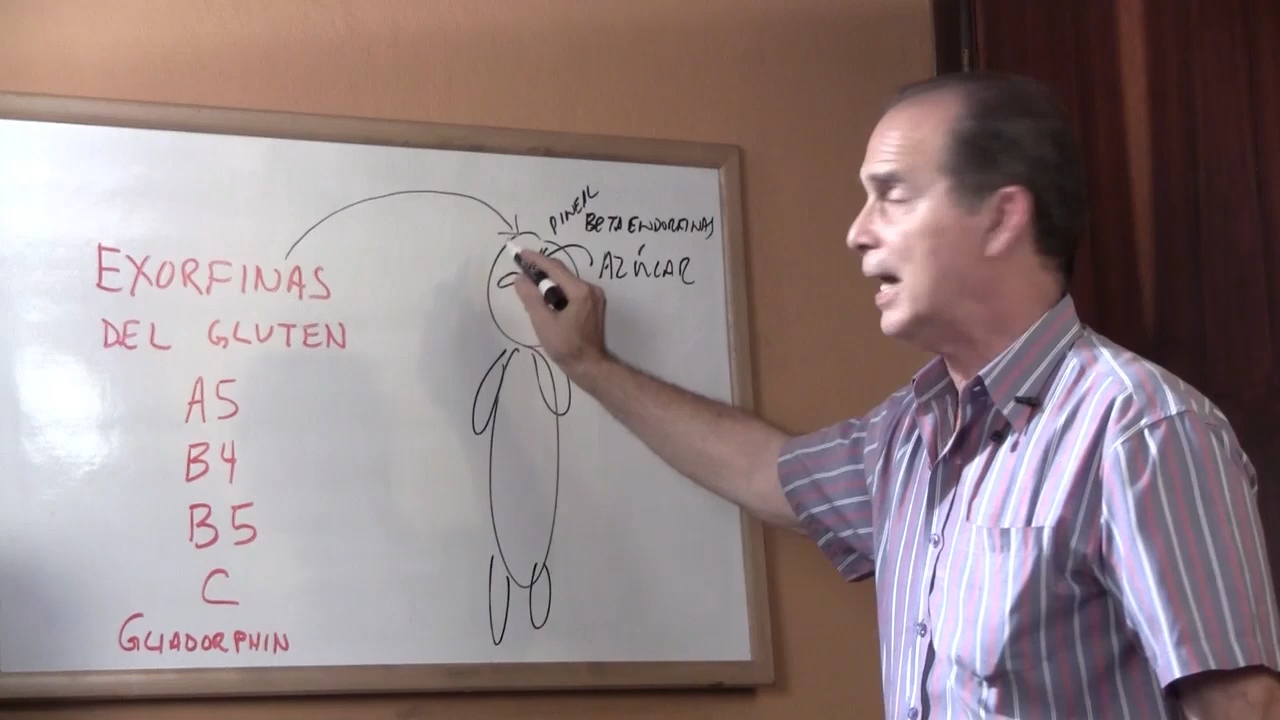 EXORFINAS
DEL GLUTEN
A5
B4
B5
C
GLIADORPHIN
PINEAL
BETA ENDORFINAS
AZÚCAR